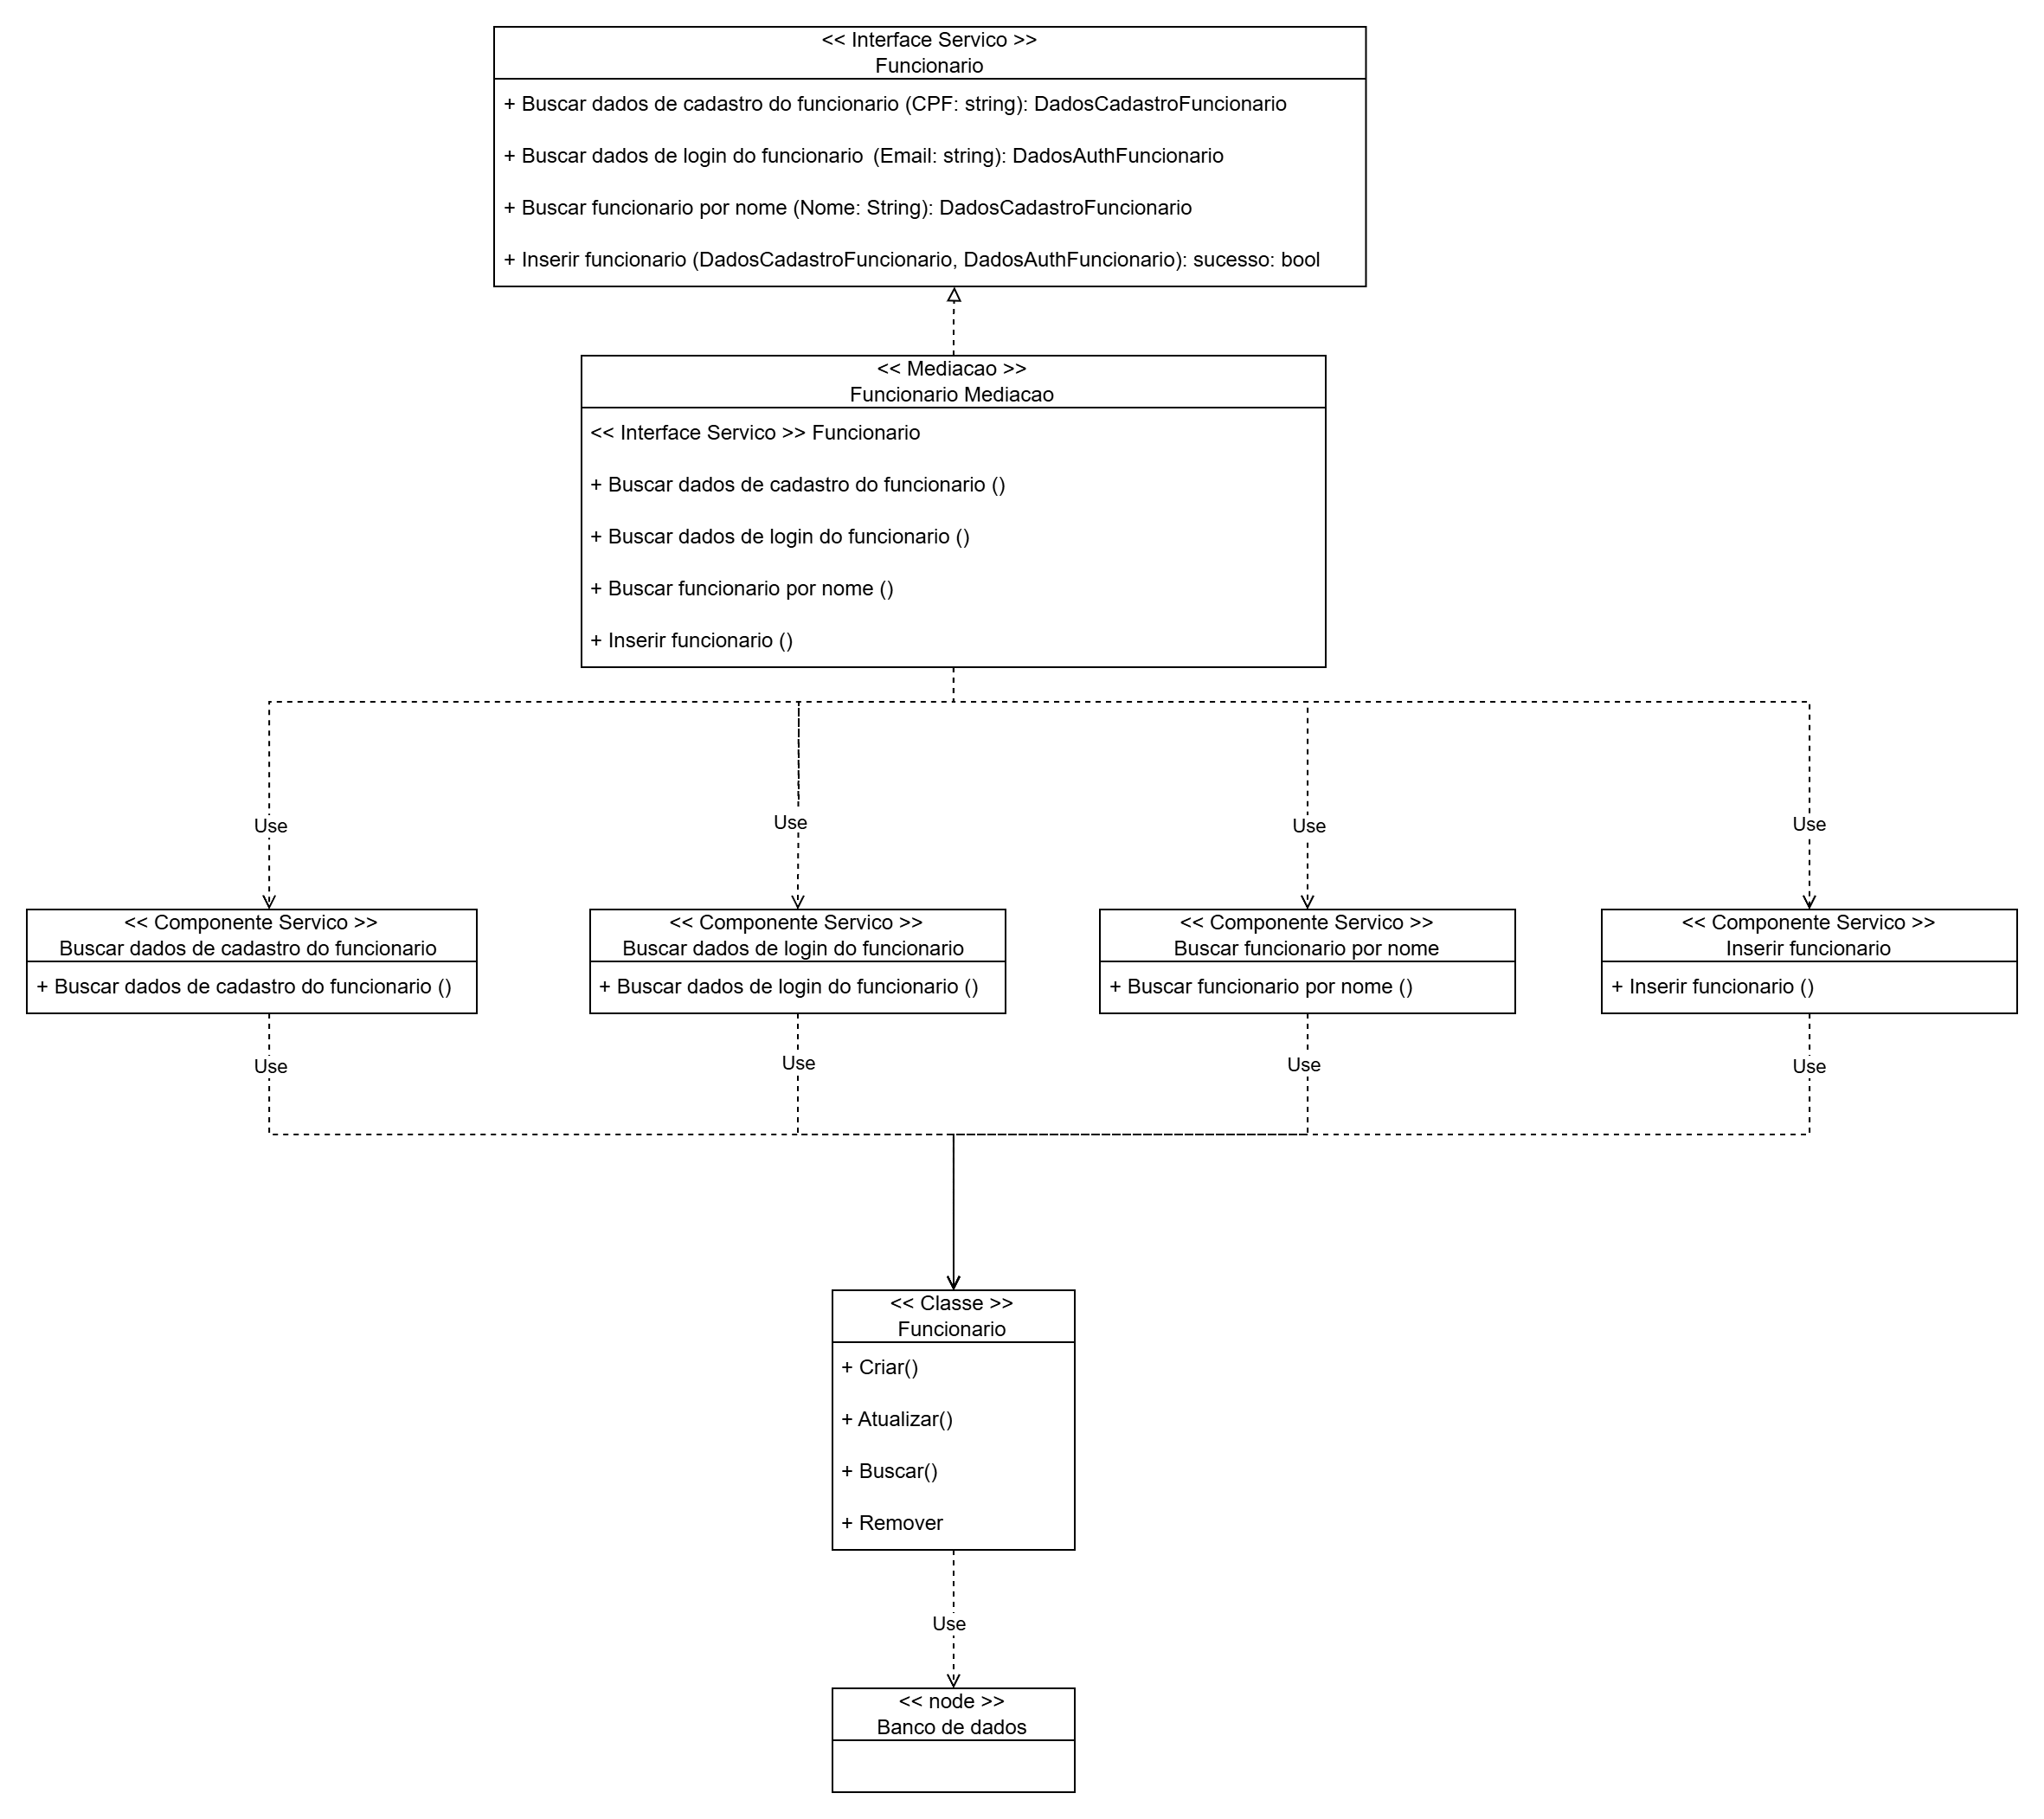 << Interface Servico >>
Funcionario
+ Buscar dados de cadastro do funcionario (CPF: string): DadosCadastroFuncionario
+ Buscar dados de login do funcionario (Email: string): DadosAuthFuncionario
+ Buscar funcionario por nome (Nome: String): DadosCadastroFuncionario
+ Inserir funcionario (DadosCadastroFuncionario, DadosAuthFuncionario): sucesso: bool
<< Mediacao >>
Funcionario Mediacao
<< Interface Servico >> Funcionario
+ Buscar dados de cadastro do funcionario ()
+ Buscar dados de login do funcionario ()
+ Buscar funcionario por nome ()
+ Inserir funcionario ()
Use
Use
Use
Use
<< Componente Servico >>
Buscar dados de cadastro do funcionario
+ Buscar dados de cadastro do funcionario ()
<< Componente Servico >>
Buscar dados de login do funcionario
+ Buscar dados de login do funcionario ()
<< Componente Servico >>
Buscar funcionario por nome
+ Buscar funcionario por nome ()
<< Componente Servico >>
Inserir funcionario
+ Inserir funcionario ()
Use
Use
Use
Use
<< Classe >>
Funcionario
+ Criar()
+ Atualizar()
+ Buscar()
+ Remover
Use
<< node >>
Banco de dados